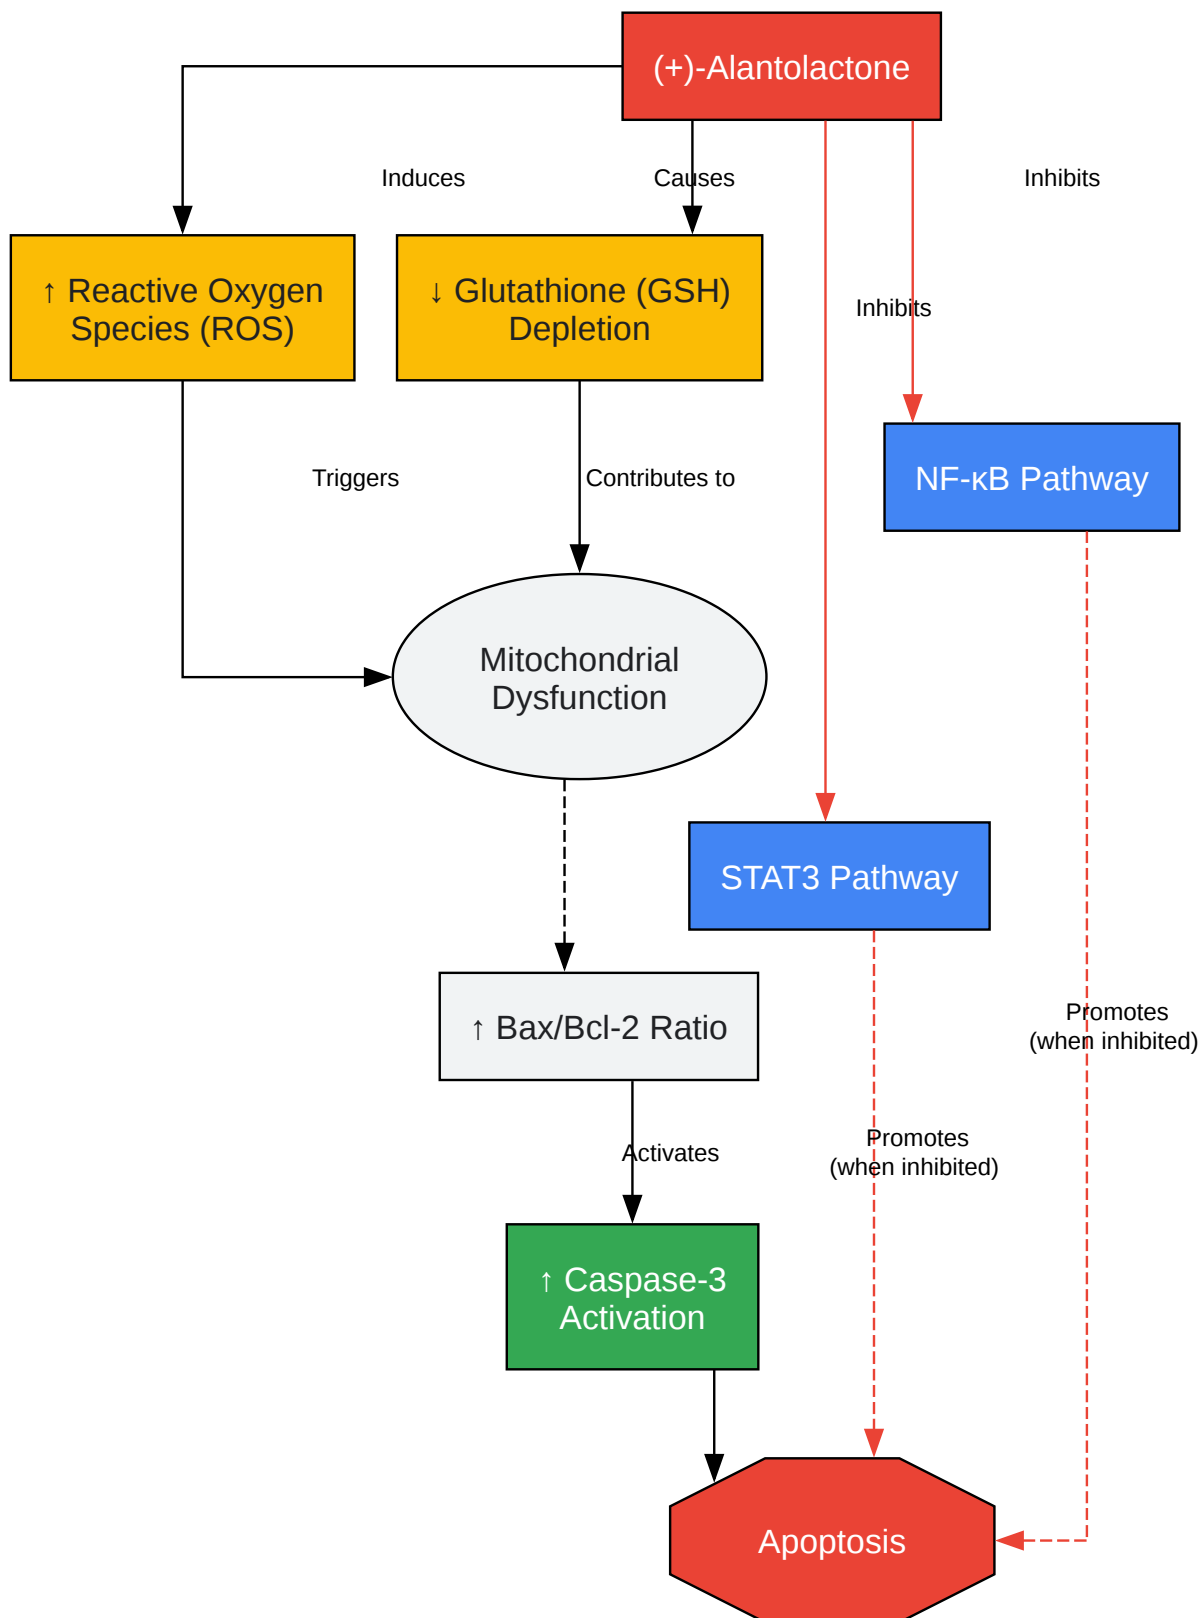 (+)-Alantolactone
Induces
Causes
Inhibits
↑ Reactive Oxygen
Species (ROS)
↓ Glutathione (GSH)
Depletion
Inhibits
Triggers
Contributes to
NF-κB Pathway
Mitochondrial
Dysfunction
STAT3 Pathway
↑ Bax/Bcl-2 Ratio
Promotes
(when inhibited)
Activates
Promotes
(when inhibited)
↑ Caspase-3
Activation
Apoptosis